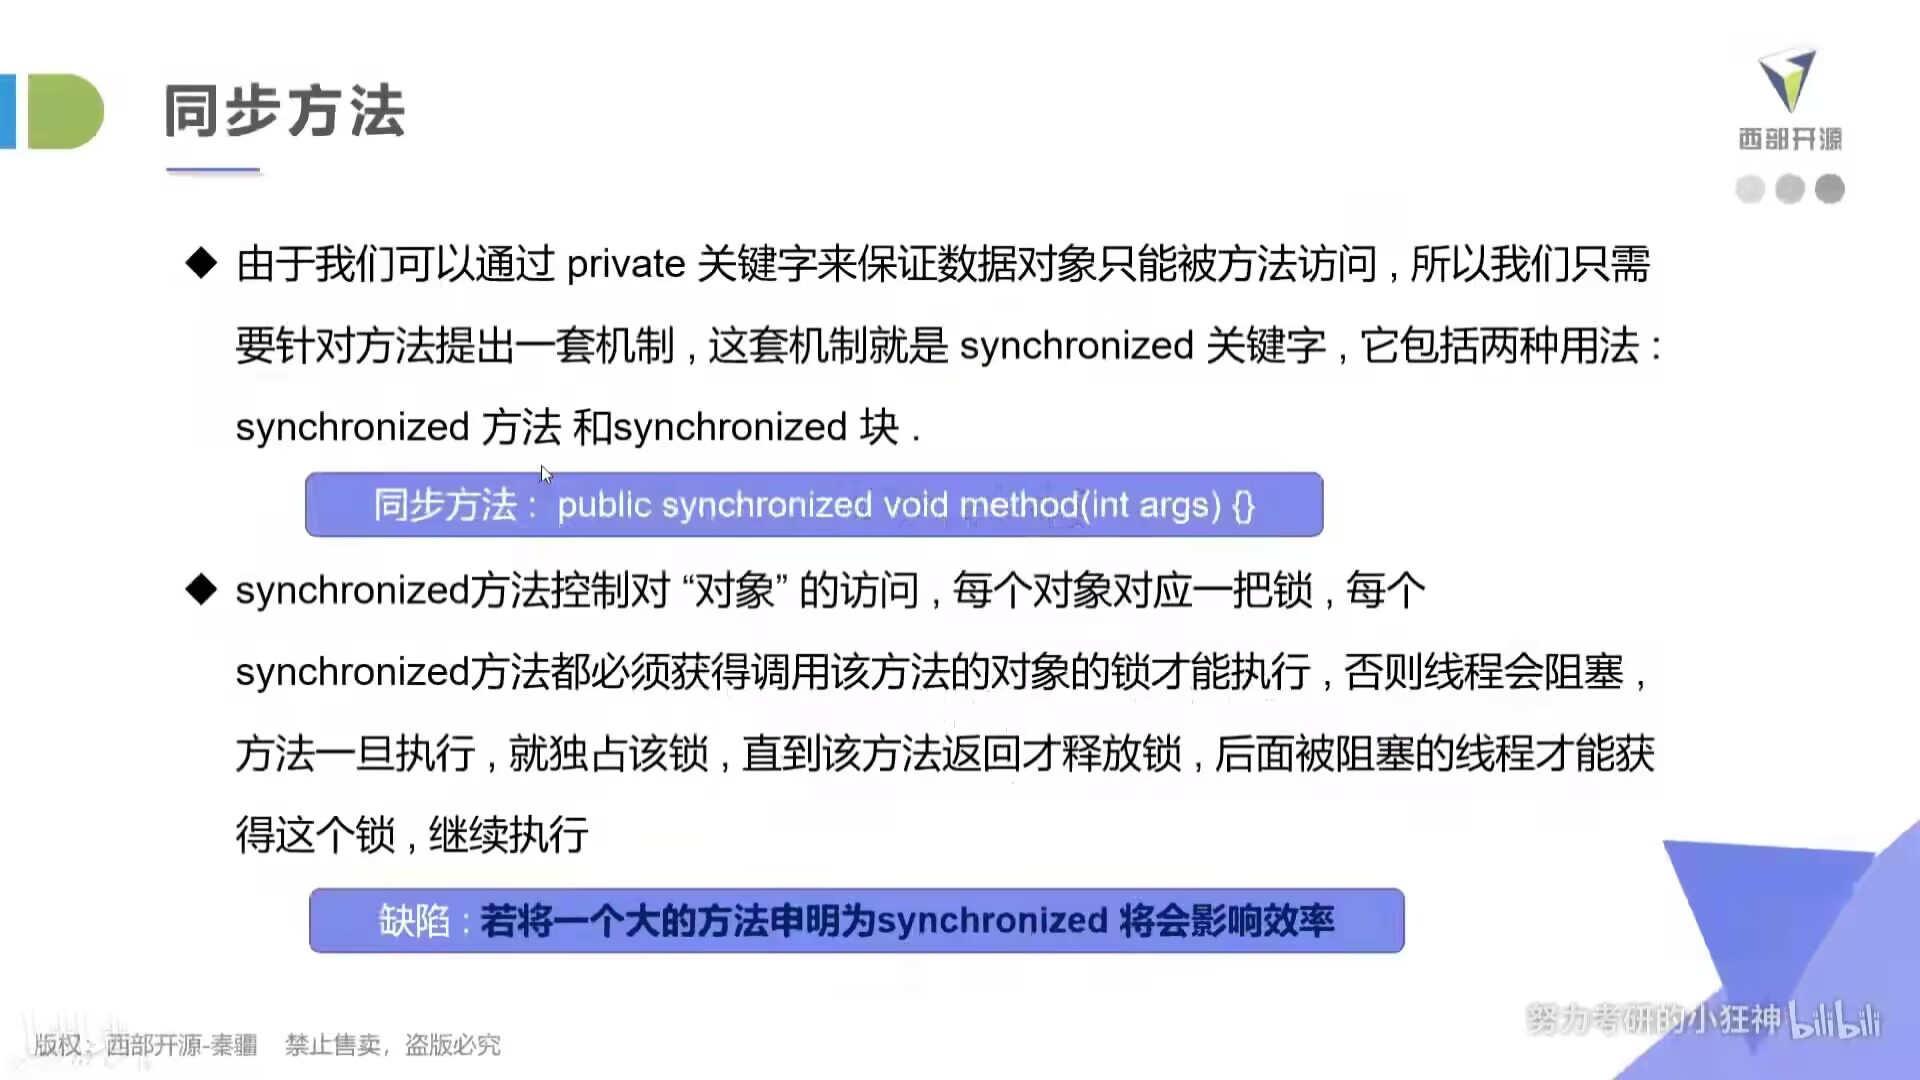 同步方法
西部开源
◆ 由于我们可以通过 private 关键字来保证数据对象只能被方法访问 , 所以我们只需
要针对方法提出一套机制 , 这套机制就是 synchronized 关键字 , 它包括两种用法 :
synchronized 方法 和synchronized 块 .
同步方法 : public synchronized void method(int args) {}
◆ synchronized方法控制对 “对象” 的访问 , 每个对象对应一把锁 , 每个
synchronized方法都必须获得调用该方法的对象的锁才能执行 , 否则线程会阻塞 ,
方法一旦执行 , 就独占该锁 , 直到该方法返回才释放锁 , 后面被阻塞的线程才能获
得这个锁 , 继续执行
缺陷 : 若将一个大的方法申明为synchronized 将会影响效率
努力考研的小狂神 bilibili
版权：西部开源-秦疆 禁止售卖，盗版必究